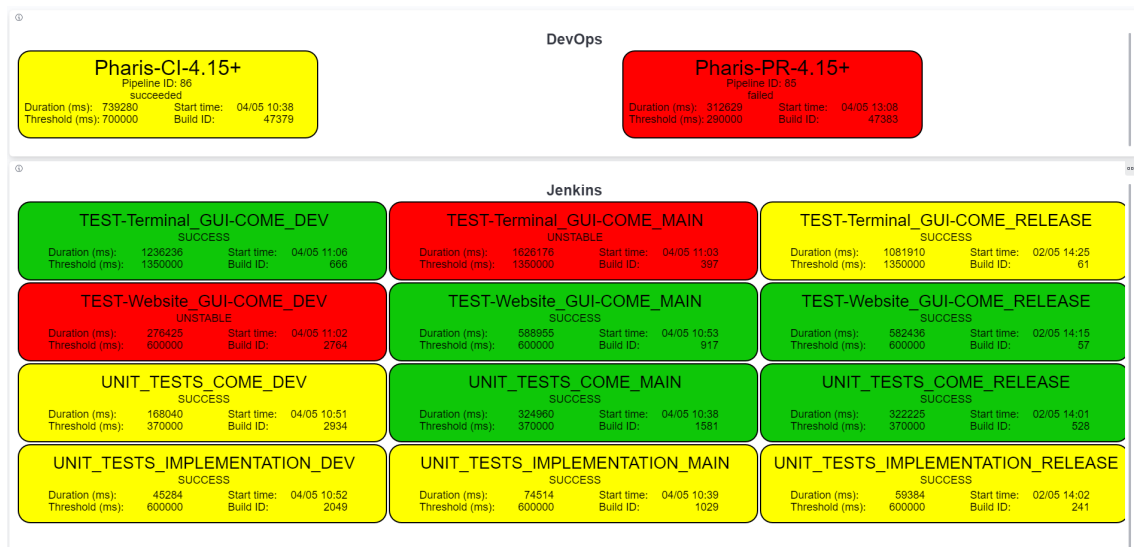 DevOps
Pharis-CI-4.15+
Pipeline ID: 86
succeeded
Duration (ms): 739280 Start time: 04/05 10:38
Threshold (ms): 700000 Build ID: 47379
Pharis-PR-4.15+
Pipeline ID: 85
failed
Duration (ms): 312629 Start time: 04/05 13:08
Threshold (ms): 290000 Build ID: 47383
Jenkins
TEST-Terminal_GUI-COME_DEV
SUCCESS
Duration (ms): 1236236 Start time: 04/05 11:06
Threshold (ms): 1350000 Build ID: 666
TEST-Terminal_GUI-COME_MAIN
UNSTABLE
Duration (ms): 1626176 Start time: 04/05 11:03
Threshold (ms): 1350000 Build ID: 397
TEST-Terminal_GUI-COME_RELEASE
SUCCESS
Duration (ms): 1081910 Start time: 02/05 14:25
Threshold (ms): 1350000 Build ID: 61
TEST-Website_GUI-COME_DEV
UNSTABLE
Duration (ms): 276425 Start time: 04/05 11:02
Threshold (ms): 600000 Build ID: 2764
TEST-Website_GUI-COME_MAIN
SUCCESS
Duration (ms): 588955 Start time: 04/05 10:53
Threshold (ms): 600000 Build ID: 917
TEST-Website_GUI-COME_RELEASE
SUCCESS
Duration (ms): 582436 Start time: 02/05 14:15
Threshold (ms): 600000 Build ID: 57
UNIT_TESTS_COME_DEV
SUCCESS
Duration (ms): 168040 Start time: 04/05 10:51
Threshold (ms): 370000 Build ID: 2934
UNIT_TESTS_COME_MAIN
SUCCESS
Duration (ms): 324960 Start time: 04/05 10:38
Threshold (ms): 370000 Build ID: 1581
UNIT_TESTS_COME_RELEASE
SUCCESS
Duration (ms): 322225 Start time: 02/05 14:01
Threshold (ms): 370000 Build ID: 528
UNIT_TESTS_IMPLEMENTATION_DEV
SUCCESS
Duration (ms): 45284 Start time: 04/05 10:52
Threshold (ms): 600000 Build ID: 2049
UNIT_TESTS_IMPLEMENTATION_MAIN
SUCCESS
Duration (ms): 74514 Start time: 04/05 10:39
Threshold (ms): 600000 Build ID: 1029
UNIT_TESTS_IMPLEMENTATION_RELEASE
SUCCESS
Duration (ms): 59384 Start time: 02/05 14:02
Threshold (ms): 600000 Build ID: 241